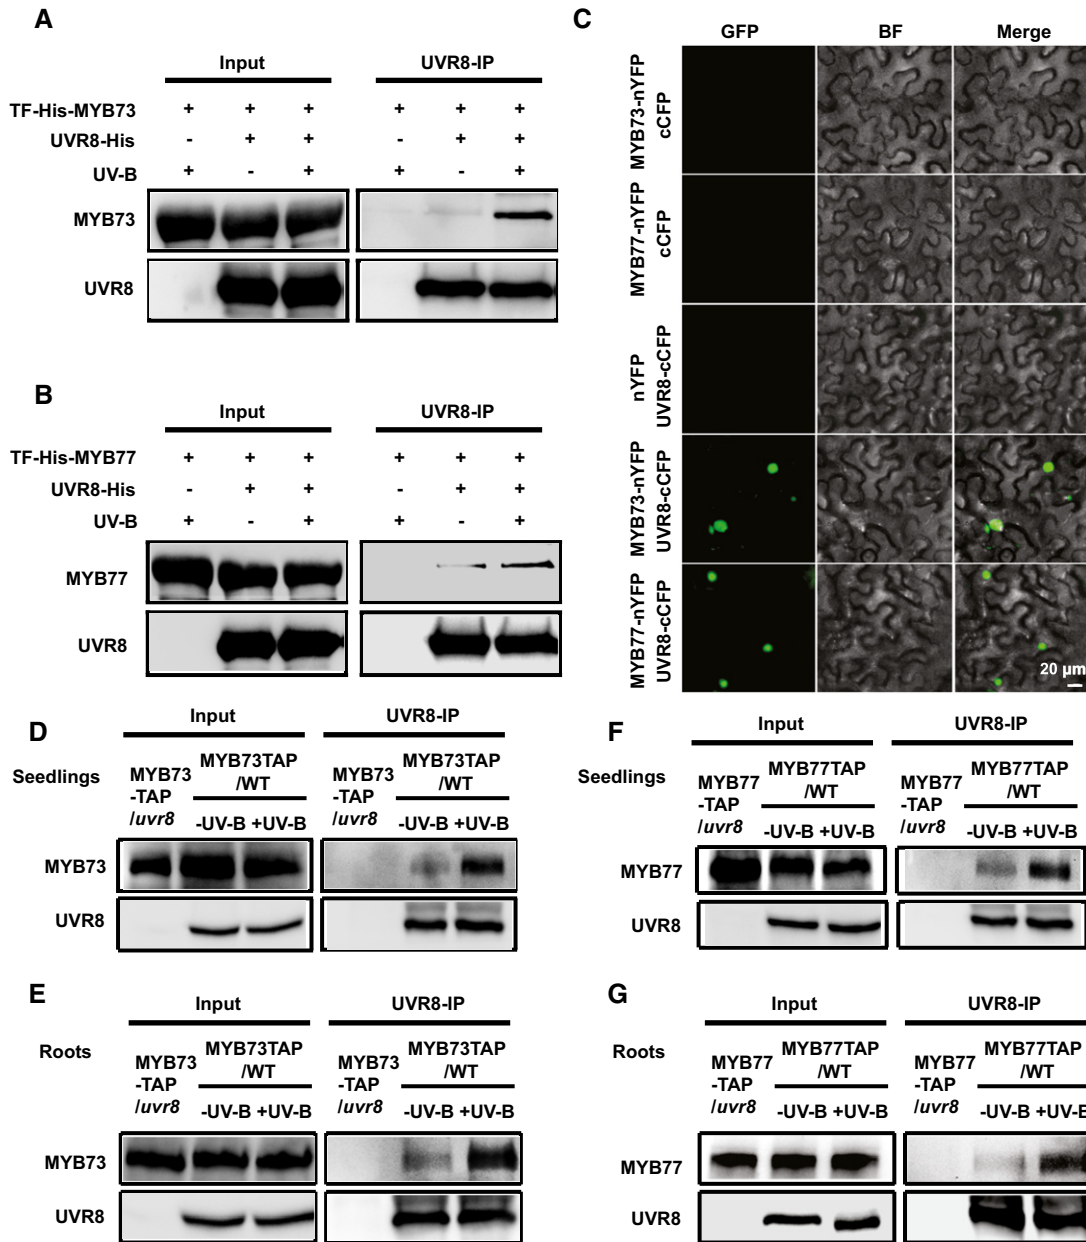 A
Input
UVR8-IP
TF-His-MYB73
+ + + + + +
UVR8-His
- + + - + +
UV-B
+ - + + - +
MYB73
UVR8
B
Input
UVR8-IP
TF-His-MYB77
+ + + + + +
UVR8-His
- + + - + +
UV-B
+ - + + - +
MYB77
UVR8
C
GFP
BF
Merge
MYB73-nYFP
cCFP
MYB77-nYFP
cCFP
nYFP
UVR8-cCFP
MYB73-nYFP
UVR8-cCFP
MYB77-nYFP
UVR8-cCFP
20 µm
D
Input
UVR8-IP
Seedlings
MYB73
-TAP
/uvr8
MYB73TAP
/WT
-UV-B +UV-B
MYB73
-TAP
/uvr8
MYB73TAP
/WT
-UV-B +UV-B
MYB73
UVR8
F
Input
UVR8-IP
Seedlings
MYB77
-TAP
/uvr8
MYB77TAP
/WT
-UV-B +UV-B
MYB77
-TAP
/uvr8
MYB77TAP
/WT
-UV-B +UV-B
MYB77
UVR8
E
Input
UVR8-IP
Roots
MYB73
-TAP
/uvr8
MYB73TAP
/WT
-UV-B +UV-B
MYB73
-TAP
/uvr8
MYB73TAP
/WT
-UV-B +UV-B
MYB73
UVR8
G
Input
UVR8-IP
Roots
MYB77
-TAP
/uvr8
MYB77TAP
/WT
-UV-B +UV-B
MYB77
-TAP
/uvr8
MYB77TAP
/WT
-UV-B +UV-B
MYB77
UVR8